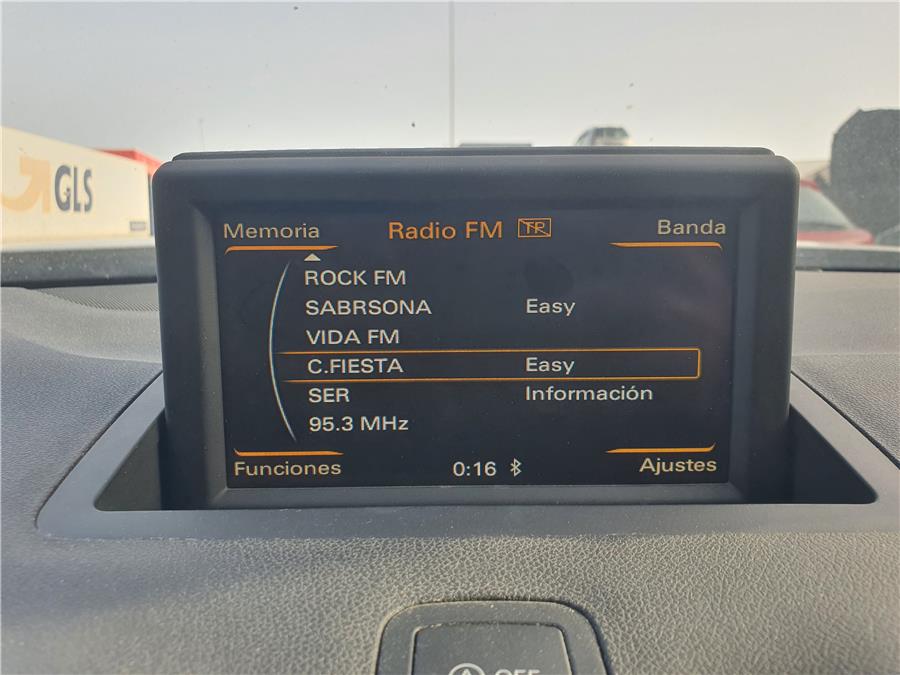 GLS
Memoria Radio FM TP Banda
ROCK FM
SABRSONA Easy
VIDA FM
C.FIESTA Easy
SER Información
95.3 MHz
Funciones 0:16 Ajustes
OFF